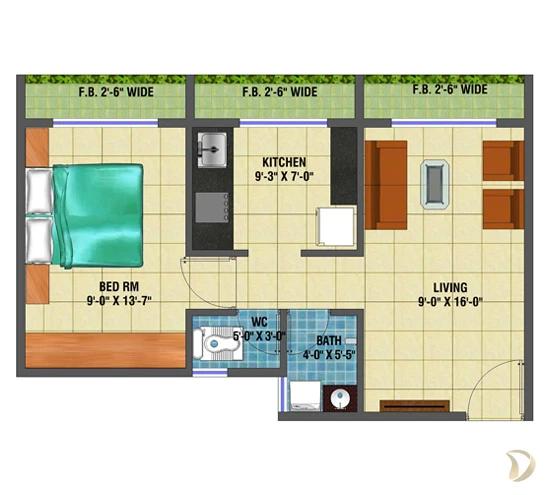 F.B. 2'-6" WIDE
F.B. 2'-6" WIDE
F.B. 2'-6" WIDE
KITCHEN
9'-3" X 7'-0"
BED RM
9'-0" X 13'-7"
LIVING
9'-0" X 16'-0"
WC
5'-0" X 3'-0"
BATH
4'-0" X 5'-5"